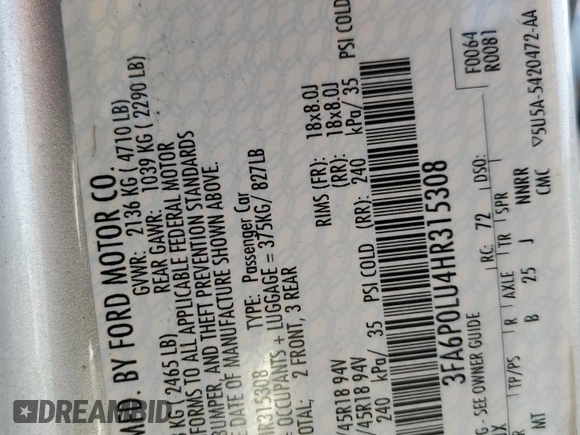 MFD. BY FORD MOTOR CO.
GVWR: 2136 KG ( 4710 LB)
KG ( 2465 LB) REAR GAWR: 1039 KG ( 2290 LB)
FORMS TO ALL APPLICABLE FEDERAL MOTOR
BUMPER, AND THEFT PREVENTION STANDARDS
E DATE OF MANUFACTURE SHOWN ABOVE.
HR315308 TYPE: Passenger Car
= OCCUPANTS + LUGGAGE = 375KG/ 827LB
OTAL; 2 FRONT, 3 REAR
/45R18 94V RIMS (FR): 18x8.0J
/45R18 94V (RR): 18x8.0J
240 kPa/ 35 PSI COLD (RR): 240 kPa/ 35 PSI COLD
3FA6P0LU4HR315308
F0064
R0081
G - SEE OWNER GUIDE RC: 72 DSO:
TP/PS R AXLE TR SPR
MT B 25 J NNRR
CMC ▽5U5A-5420472-AA
DREAMBID